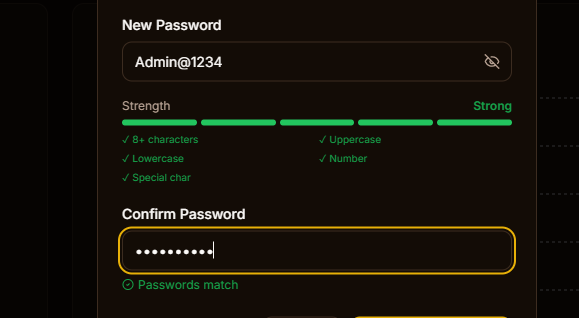 New Password
Admin@1234
Strength Strong
✓ 8+ characters ✓ Uppercase
✓ Lowercase ✓ Number
✓ Special char
Confirm Password
••••••••••
Passwords match